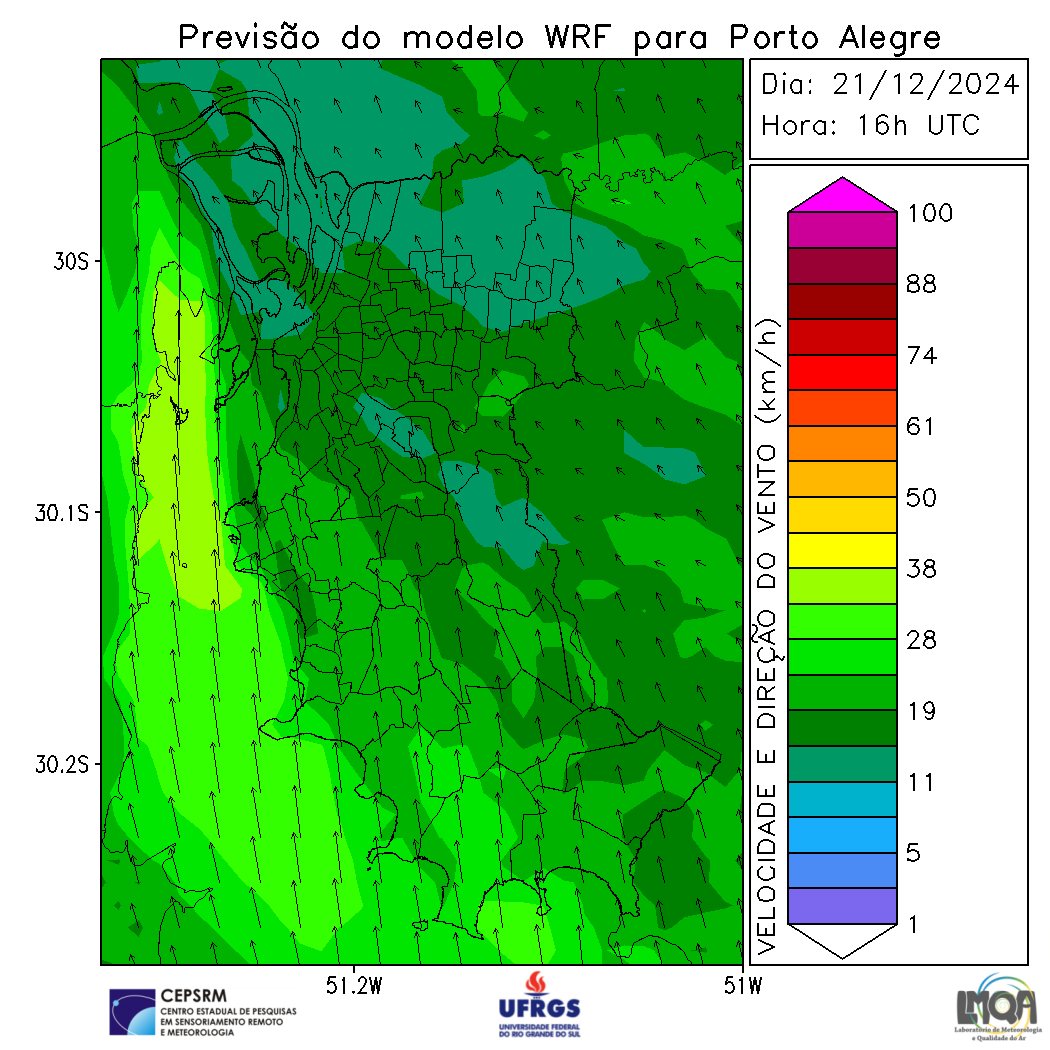 Previsão do modelo WRF para Porto Alegre
Dia: 21/12/2024
Hora: 16h UTC
30S
30.1S
30.2S
51.2W
51W
VELOCIDADE E DIREÇÃO DO VENTO (km/h)
100
88
74
61
50
38
28
19
11
5
1
CEPSRM
CENTRO ESTADUAL DE PESQUISAS
EM SENSORIAMENTO REMOTO
E METEOROLOGIA
UFRGS
UNIVERSIDADE FEDERAL
DO RIO GRANDE DO SUL
LMQA
Laboratório de Meteorologia
e Qualidade do Ar